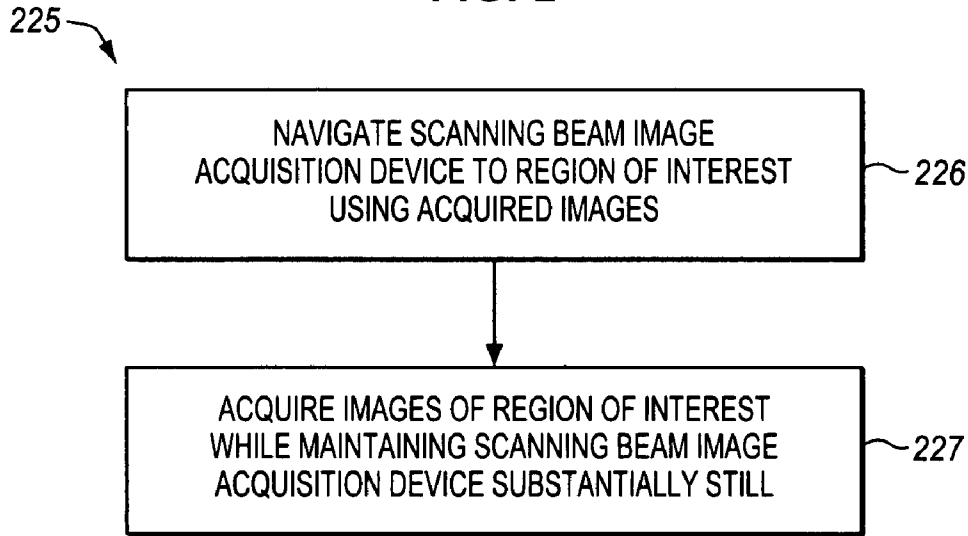 225
NAVIGATE SCANNING BEAM IMAGE
ACQUISITION DEVICE TO REGION OF INTEREST
USING ACQUIRED IMAGES
226
ACQUIRE IMAGES OF REGION OF INTEREST
WHILE MAINTAINING SCANNING BEAM IMAGE
ACQUISITION DEVICE SUBSTANTIALLY STILL
227